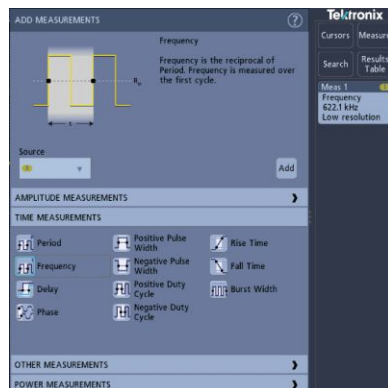 ADD MEASUREMENTS
?
Tektronix
Cursors
Measure
Search
Results
Table
Meas 1
Frequency
622.1 kHz
Low resolution
Frequency
Frequency is the reciprocal of
Period. Frequency is measured over
the first cycle.
t
Source
Add
AMPLITUDE MEASUREMENTS
TIME MEASUREMENTS
Period
Frequency
Delay
Phase
Positive Pulse
Width
Negative Pulse
Width
Positive Duty
Cycle
Negative Duty
Cycle
Rise Time
Fall Time
Burst Width
OTHER MEASUREMENTS
POWER MEASUREMENTS